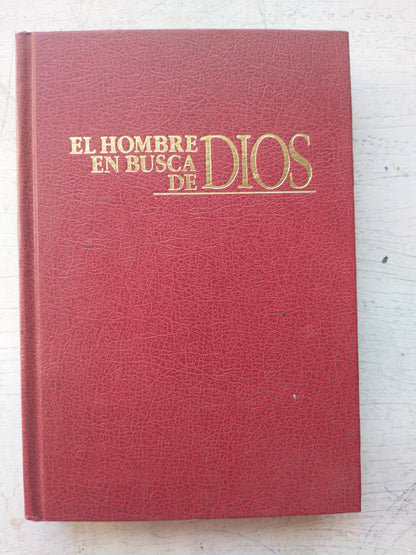 EL HOMBRE
EN BUSCA
DE DIOS